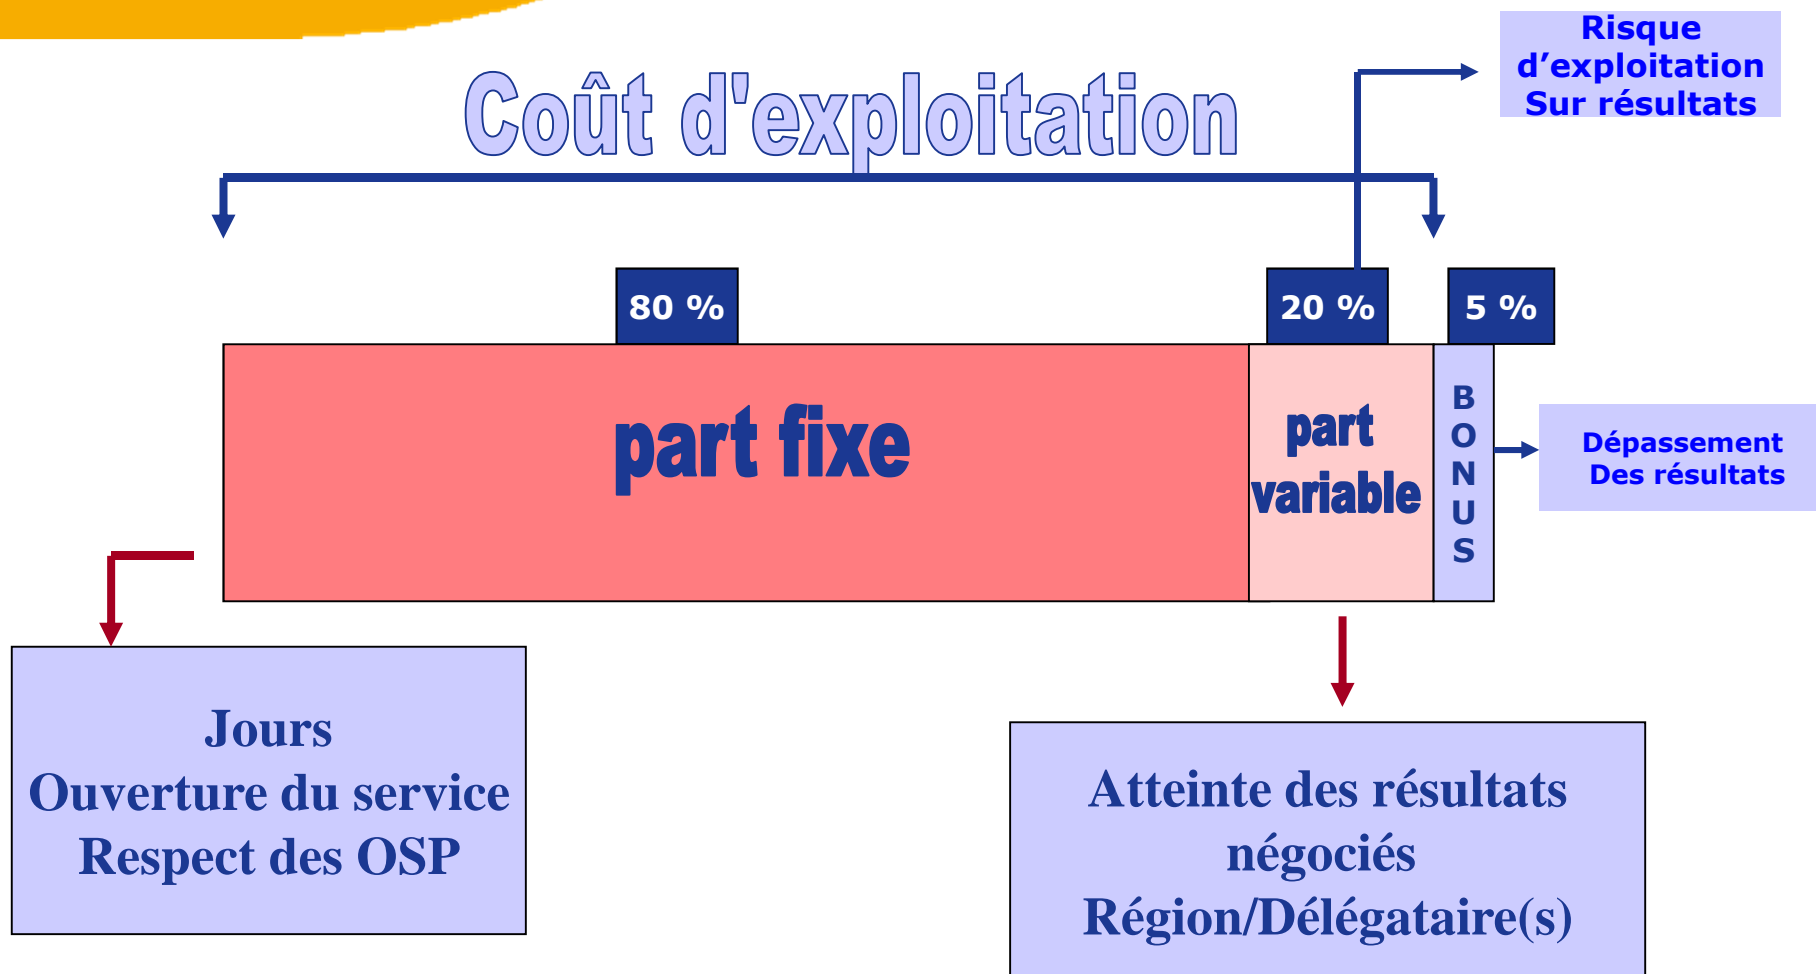 Risque
d’exploitation
Sur résultats
Coût d'exploitation
80 %
20 %
5 %
part fixe
part
variable
B
O
N
U
S
Dépassement
Des résultats
Jours
Ouverture du service
Respect des OSP
Atteinte des résultats
négociés
Région/Délégataire(s)